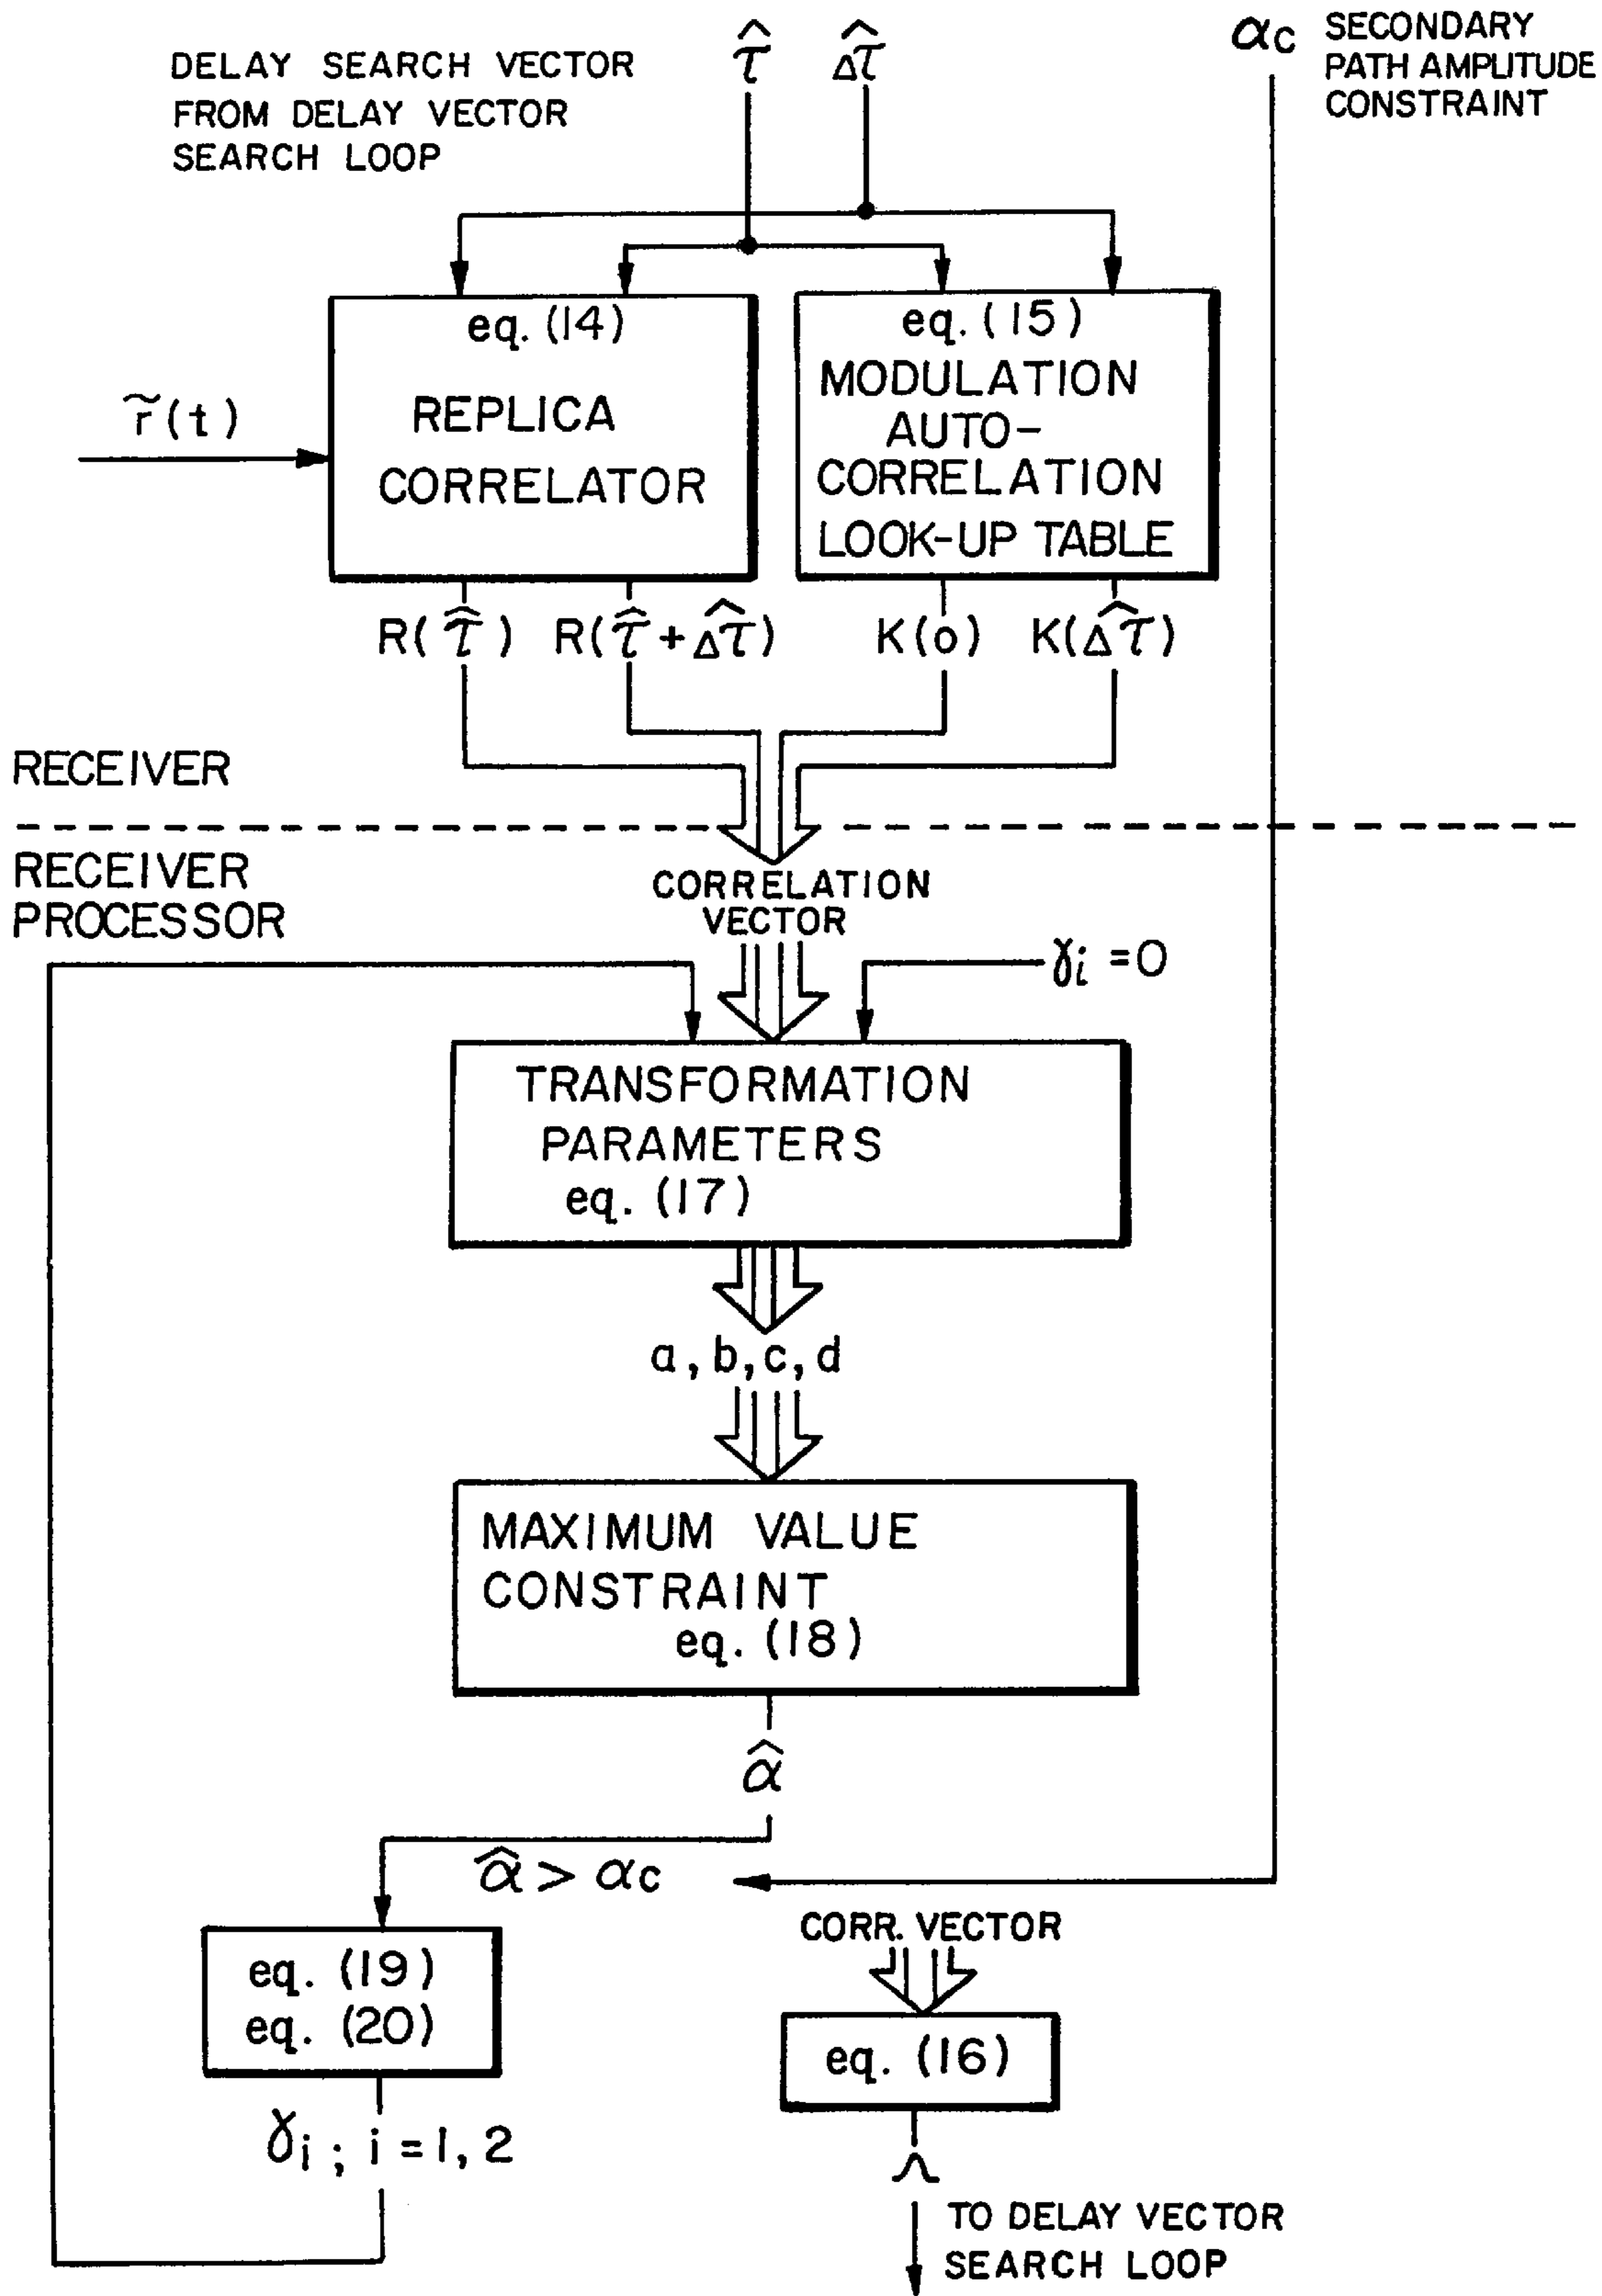 DELAY SEARCH VECTOR
FROM DELAY VECTOR
SEARCH LOOP
τ̂ Δτ̂
αc SECONDARY
PATH AMPLITUDE
CONSTRAINT
r̃(t)
eq. (14)
REPLICA
CORRELATOR
eq. (15)
MODULATION
AUTO-
CORRELATION
LOOK-UP TABLE
R(τ̂) R(τ̂+Δτ̂) K(0) K(Δτ̂)
RECEIVER
RECEIVER
PROCESSOR
CORRELATION
VECTOR
γi = 0
TRANSFORMATION
PARAMETERS
eq. (17)
a, b, c, d
MAXIMUM VALUE
CONSTRAINT
eq. (18)
α̂
α̂ > αc
eq. (19)
eq. (20)
γi ; i = 1, 2
CORR. VECTOR
eq. (16)
Λ
TO DELAY VECTOR
SEARCH LOOP